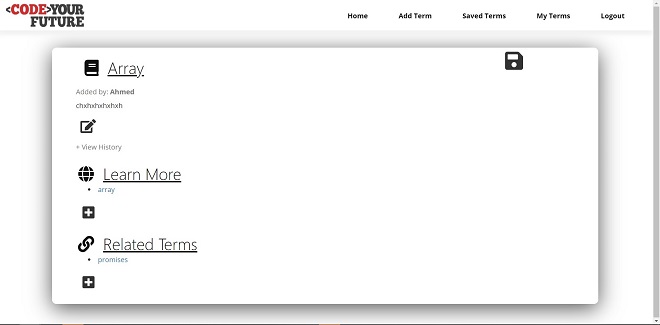 <CODE>YOUR
FUTURE
Home
Add Term
Saved Terms
My Terms
Logout
Array
Added by: Ahmed
chxhxhxhxhxh
+ View History
Learn More
array
Related Terms
promises